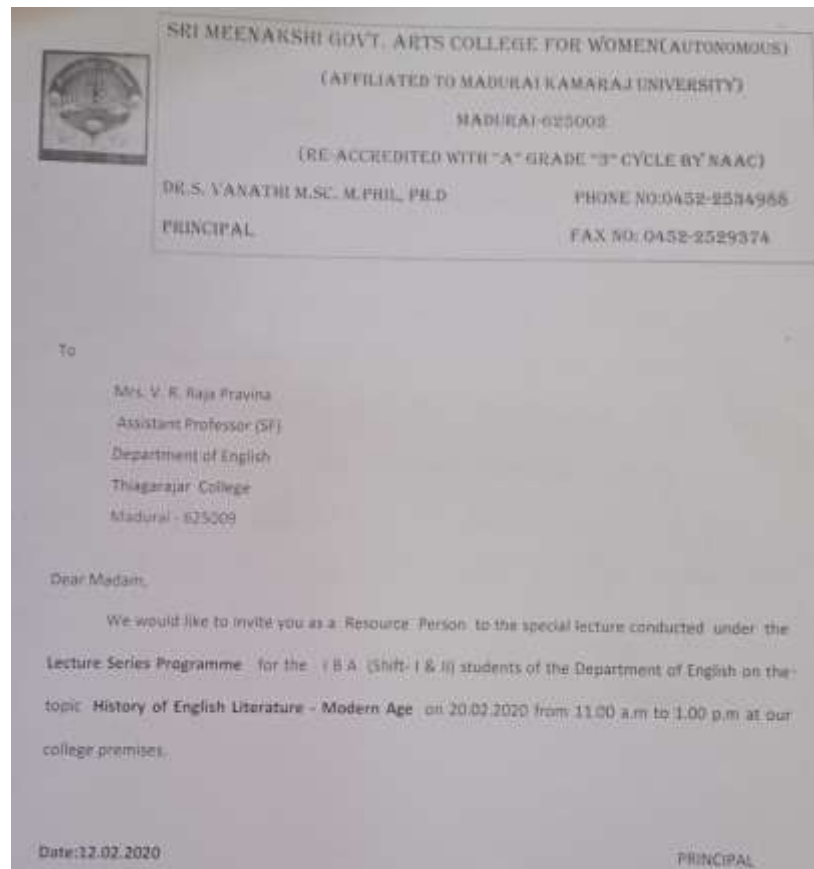 SRI MEENAKSHI GOVT. ARTS COLLEGE FOR WOMEN(AUTONOMOUS)
(AFFILIATED TO MADURAI KAMARAJ UNIVERSITY)
MADURAI-625002
(RE-ACCREDITED WITH "A" GRADE "3" CYCLE BY NAAC)
DR.S. VANATHI M.SC. M.PHIL., PH.D PHONE NO:0452-2534988
PRINCIPAL FAX NO: 0452-2529374
To
Mrs. V. R. Raja Pravina
Assistant Professor (SF)
Department of English
Thiagarajar College
Madurai - 625009
Dear Madam,
We would like to invite you as a Resource Person to the special lecture conducted under the
Lecture Series Programme for the I B A (Shift- I & II) students of the Department of English on the
topic History of English Literature - Modern Age on 20.02.2020 from 11.00 a.m to 1.00 p.m at our
college premises.
Date:12.02.2020 PRINCIPAL